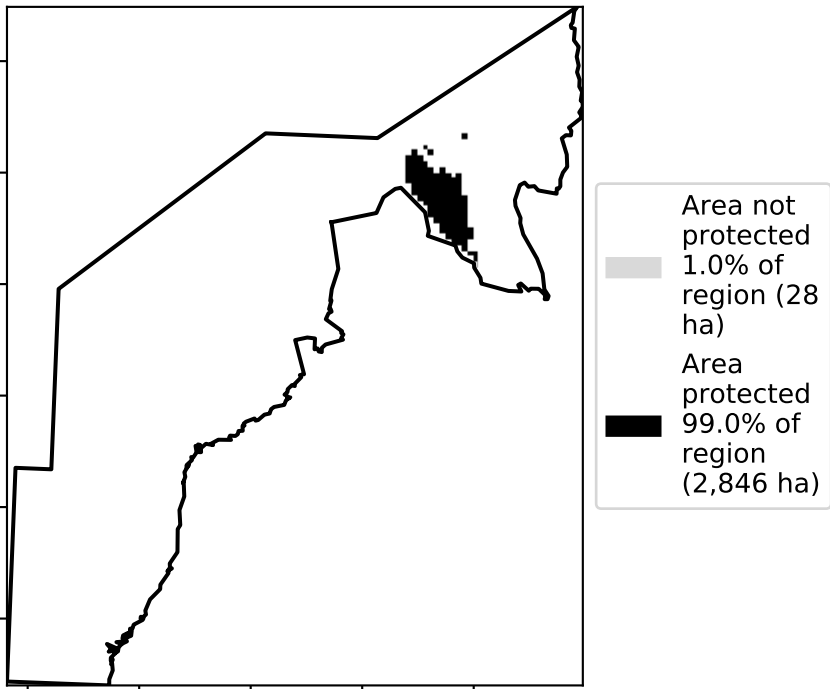 Area not
protected
1.0% of
region (28
ha)
Area
protected
99.0% of
region
(2,846 ha)